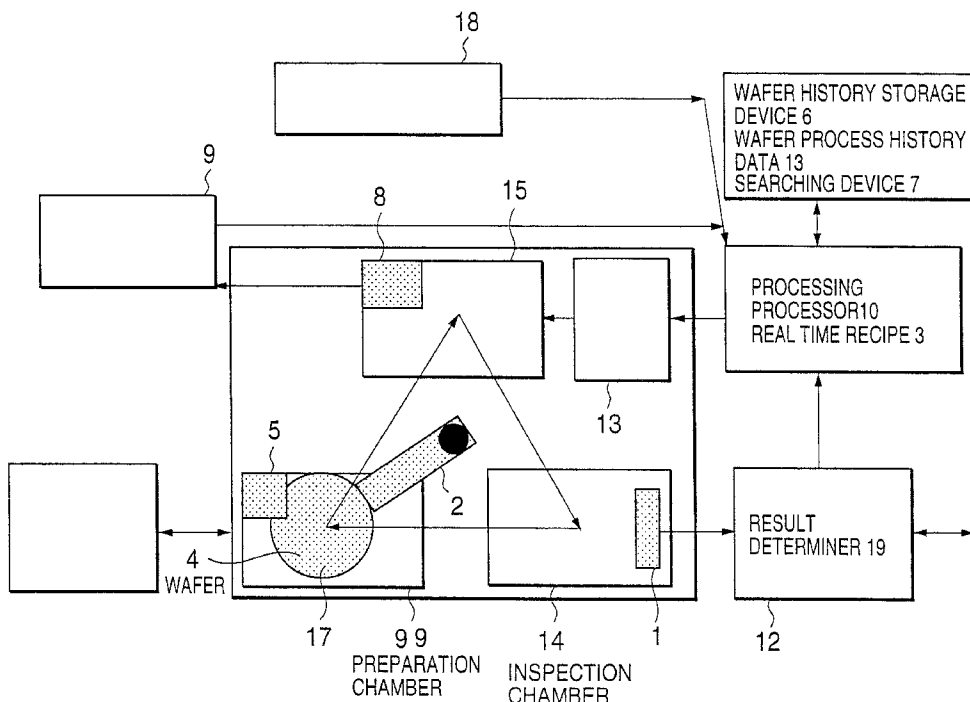 18
WAFER HISTORY STORAGE
DEVICE 6
WAFER PROCESS HISTORY
DATA 13
SEARCHING DEVICE 7
9
8
15
PROCESSING
PROCESSOR10
REAL TIME RECIPE 3
13
5
2
RESULT
DETERMINER 19
4
WAFER
17
99
PREPARATION
CHAMBER
14
INSPECTION
CHAMBER
1
12